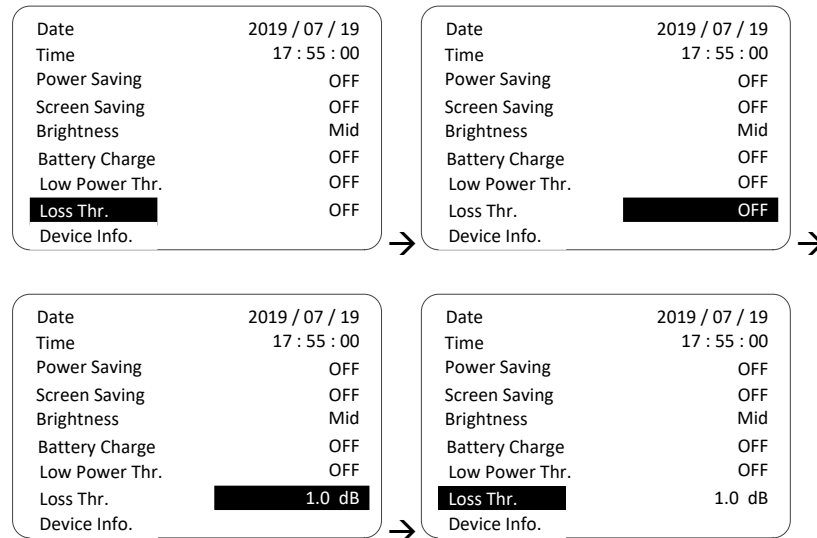 Date 2019 / 07 / 19
Time 17 : 55 : 00
Power Saving OFF
Screen Saving OFF
Brightness Mid
Battery Charge OFF
Low Power Thr. OFF
Loss Thr. OFF
Device Info.
→
Date 2019 / 07 / 19
Time 17 : 55 : 00
Power Saving OFF
Screen Saving OFF
Brightness Mid
Battery Charge OFF
Low Power Thr. OFF
Loss Thr. OFF
Device Info.
→
Date 2019 / 07 / 19
Time 17 : 55 : 00
Power Saving OFF
Screen Saving OFF
Brightness Mid
Battery Charge OFF
Low Power Thr. OFF
Loss Thr. 1.0 dB
Device Info.
→
Date 2019 / 07 / 19
Time 17 : 55 : 00
Power Saving OFF
Screen Saving OFF
Brightness Mid
Battery Charge OFF
Low Power Thr. OFF
Loss Thr. 1.0 dB
Device Info.